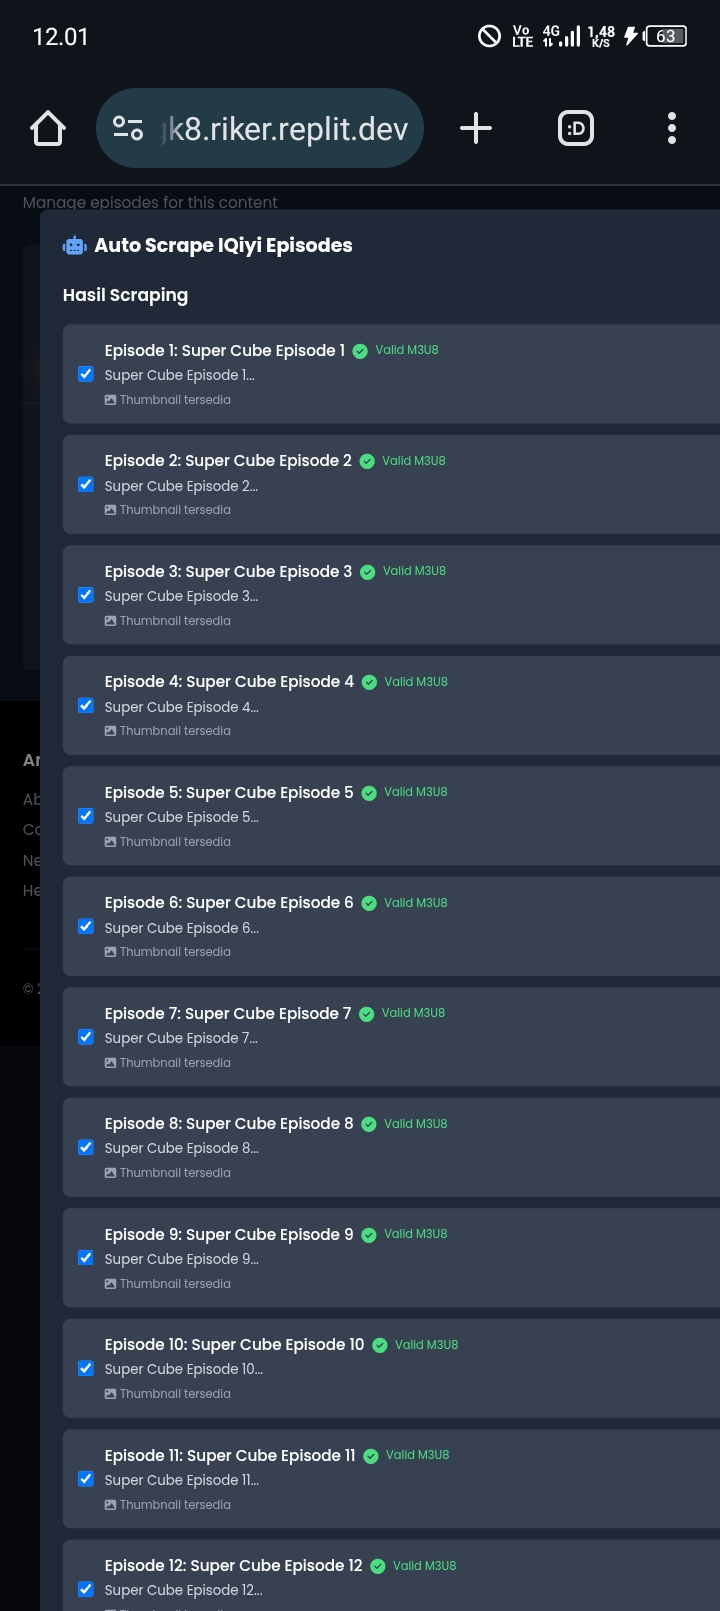 12.01
Vo LTE 4G 1,48 K/S 63
k8.riker.replit.dev :D
Manage episodes for this content
Auto Scrape IQiyi Episodes
Hasil Scraping
Episode 1: Super Cube Episode 1 Valid M3U8
Super Cube Episode 1...
Thumbnail tersedia
Episode 2: Super Cube Episode 2 Valid M3U8
Super Cube Episode 2...
Thumbnail tersedia
Episode 3: Super Cube Episode 3 Valid M3U8
Super Cube Episode 3...
Thumbnail tersedia
Episode 4: Super Cube Episode 4 Valid M3U8
Super Cube Episode 4...
Thumbnail tersedia
Episode 5: Super Cube Episode 5 Valid M3U8
Super Cube Episode 5...
Thumbnail tersedia
Episode 6: Super Cube Episode 6 Valid M3U8
Super Cube Episode 6...
Thumbnail tersedia
Episode 7: Super Cube Episode 7 Valid M3U8
Super Cube Episode 7...
Thumbnail tersedia
Episode 8: Super Cube Episode 8 Valid M3U8
Super Cube Episode 8...
Thumbnail tersedia
Episode 9: Super Cube Episode 9 Valid M3U8
Super Cube Episode 9...
Thumbnail tersedia
Episode 10: Super Cube Episode 10 Valid M3U8
Super Cube Episode 10...
Thumbnail tersedia
Episode 11: Super Cube Episode 11 Valid M3U8
Super Cube Episode 11...
Thumbnail tersedia
Episode 12: Super Cube Episode 12 Valid M3U8
Super Cube Episode 12...